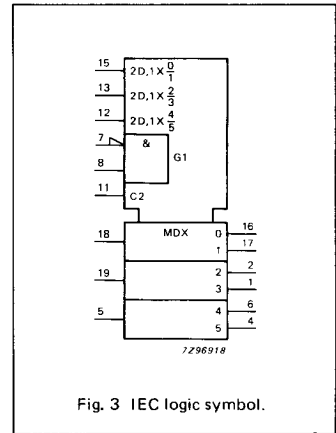 15 2D,1X 0/1
13 2D,1X 2/3
12 2D,1X 4/5
7 &
G1
8
11 C2
MDX
18 0 16
1 17
19 2 2
3 1
5 4 6
5 4
7Z96918
Fig. 3 IEC logic symbol.